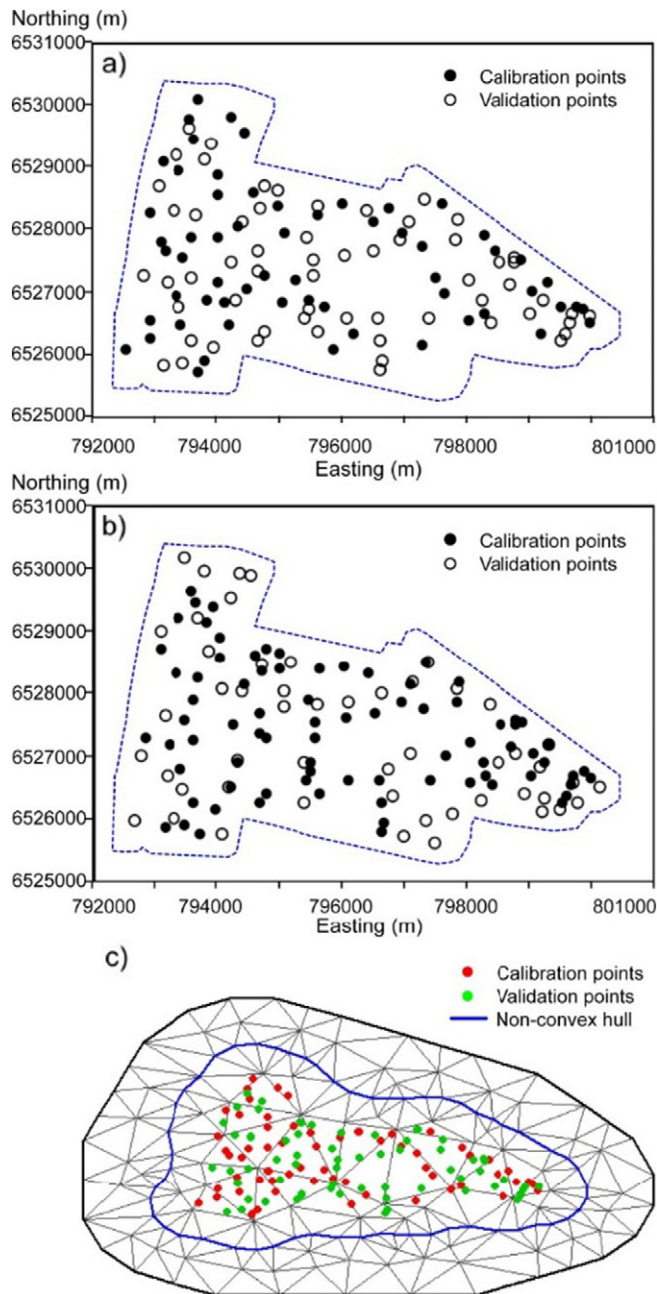 Northing (m)
6531000
a)
Calibration points
Validation points
6530000
6529000
6528000
6527000
6526000
6525000
792000
794000
796000
798000
801000
Easting (m)
Northing (m)
6531000
b)
Calibration points
Validation points
6530000
6529000
6528000
6527000
6526000
6525000
792000
794000
796000
798000
801000
Easting (m)
c)
Calibration points
Validation points
Non-convex hull